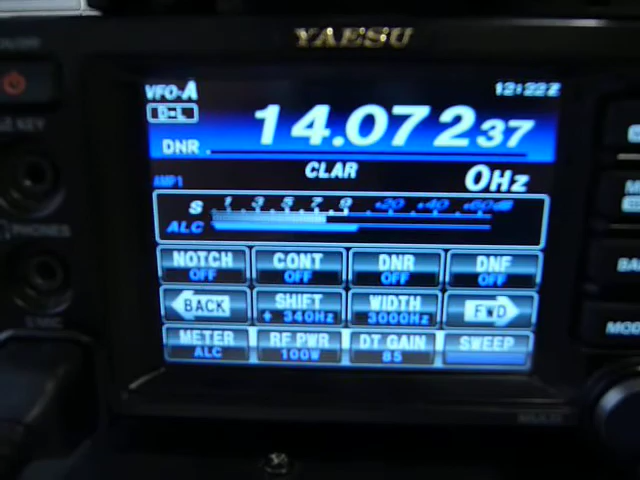 YAESU
VFO-A 12:22Z
D-L
14.07237
DNR
CLAR 0Hz
AMP1
S 1 3 5 7 9 +20 +40 +60dB
ALC
NOTCH CONT DNR DNF
OFF OFF OFF OFF
BACK SHIFT WIDTH FWD
+ 340Hz 3000Hz
METER RF PWR DT GAIN SWEEP
ALC 100W 85
PHONES